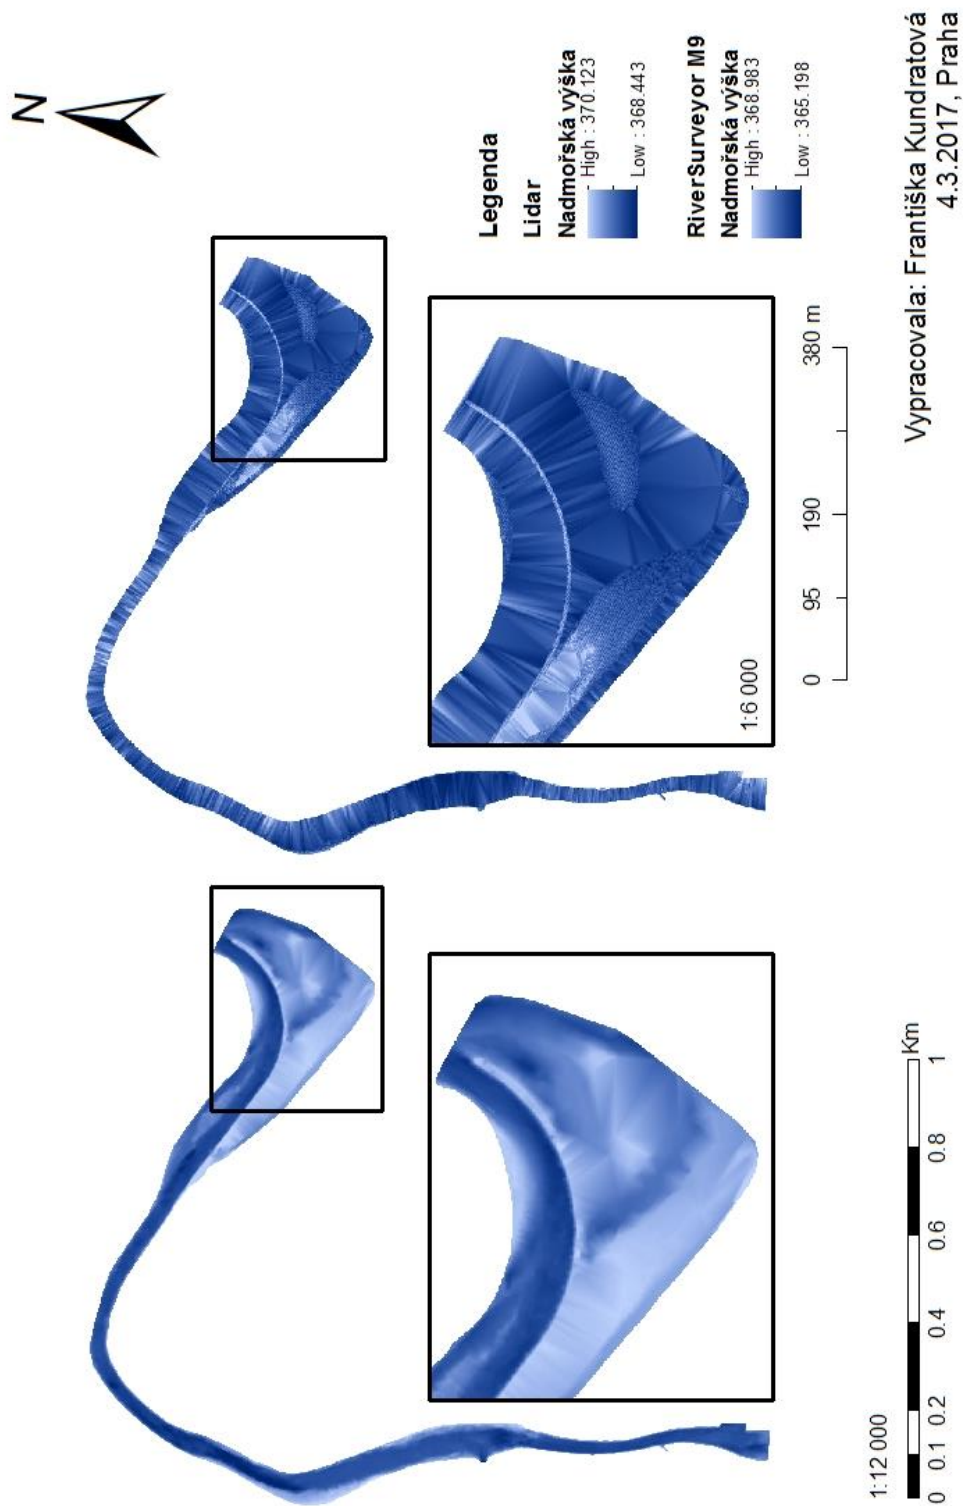 N
Legenda
Lidar
Nadmořská výška
High : 370.123
Low : 368.443
RiverSurveyor M9
Nadmořská výška
High : 368.983
Low : 365.198
1:6 000
0 95 190 380 m
1:12 000
0 0.1 0.2 0.4 0.6 0.8 1
Km
Vypracovala: Františka Kundratová
4.3.2017, Praha